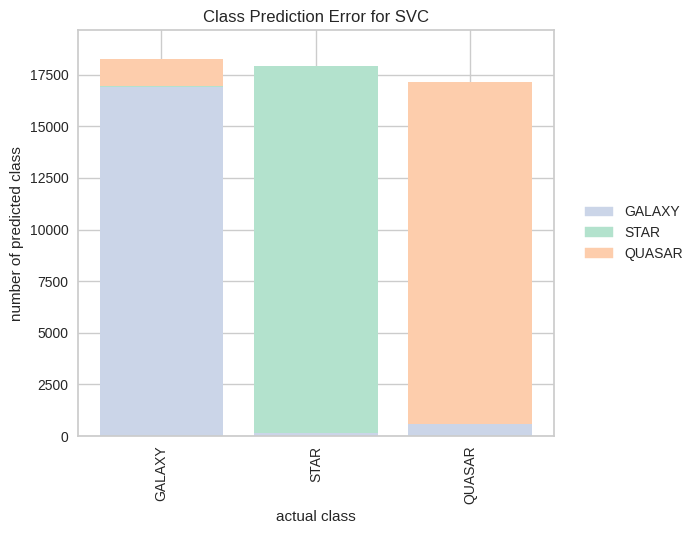 Class Prediction Error for SVC
number of predicted class
17500
15000
12500
10000
7500
5000
2500
0
GALAXY
STAR
QUASAR
actual class
GALAXY
STAR
QUASAR